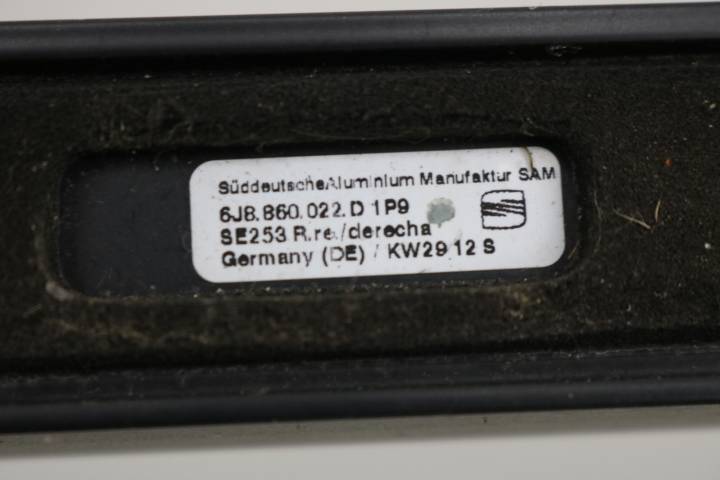 SüddeutscheAluminium Manufaktur SAM
6J8.860.022.D 1P9
SE253 R.re./derecha
Germany (DE) / KW29 12 S